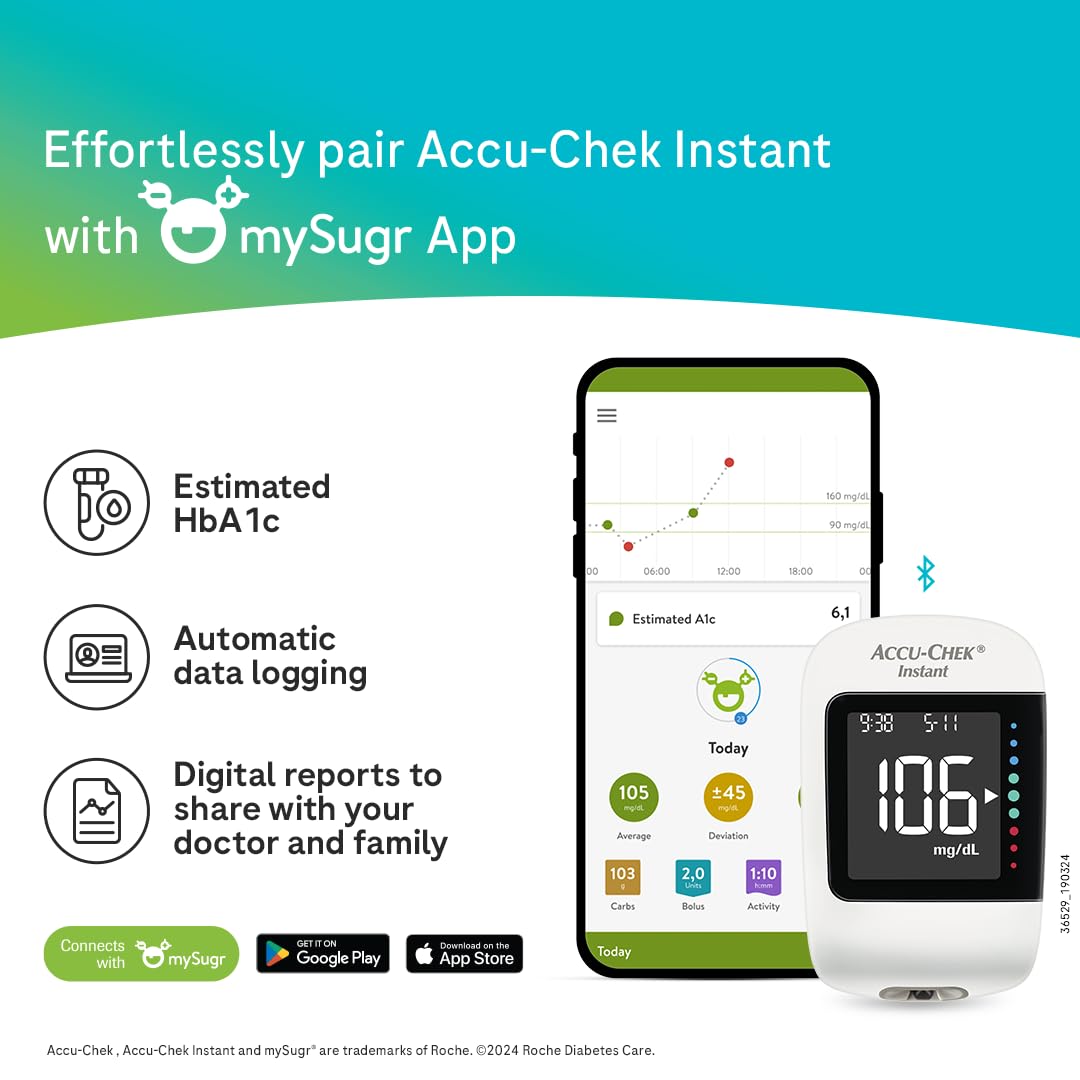 Effortlessly pair Accu-Chek Instant
with mySugr App
Estimated
HbA1c
Automatic
data logging
Digital reports to
share with your
doctor and family
Connects
with mySugr
GET IT ON
Google Play
Download on the
App Store
160 mg/dL
90 mg/dL
00 06:00 12:00 18:00 00
Estimated A1c 6,1
23
Today
105
mg/dL
Average
±45
mg/dL
Deviation
103
g
Carbs
2,0
Units
Bolus
1:10
h:mm
Activity
Today
ACCU-CHEK®
Instant
9:38 5-11
106
mg/dL
36529_190324
Accu-Chek , Accu-Chek Instant and mySugr® are trademarks of Roche. ©2024 Roche Diabetes Care.